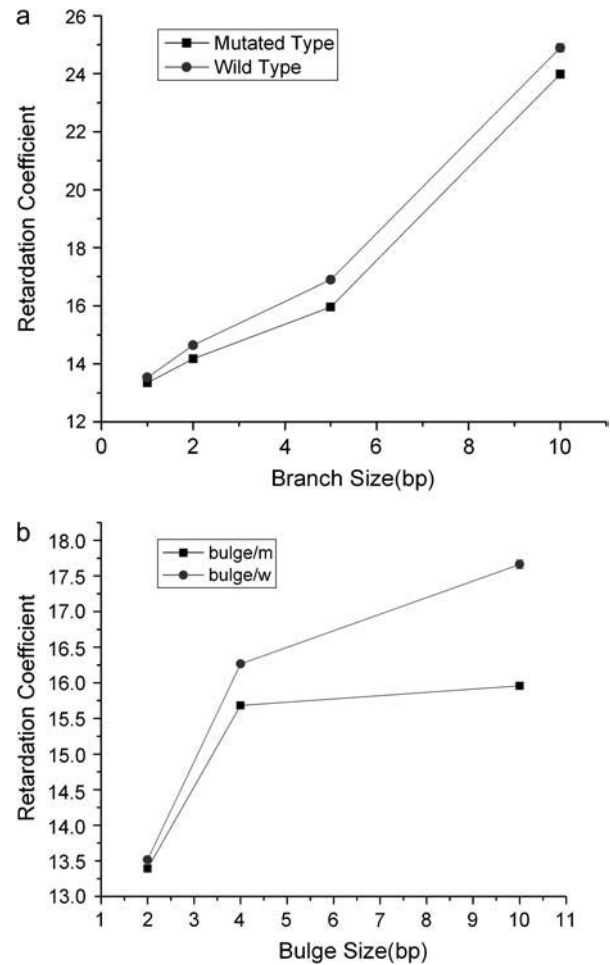 a
26
24
22
20
18
16
14
12
Retardation Coefficient
Mutated Type
Wild Type
0 2 4 6 8 10
Branch Size(bp)
b
18.0
17.5
17.0
16.5
16.0
15.5
15.0
14.5
14.0
13.5
13.0
Retardation Coefficient
bulge/m
bulge/w
1 2 3 4 5 6 7 8 9 10 11
Bulge Size(bp)